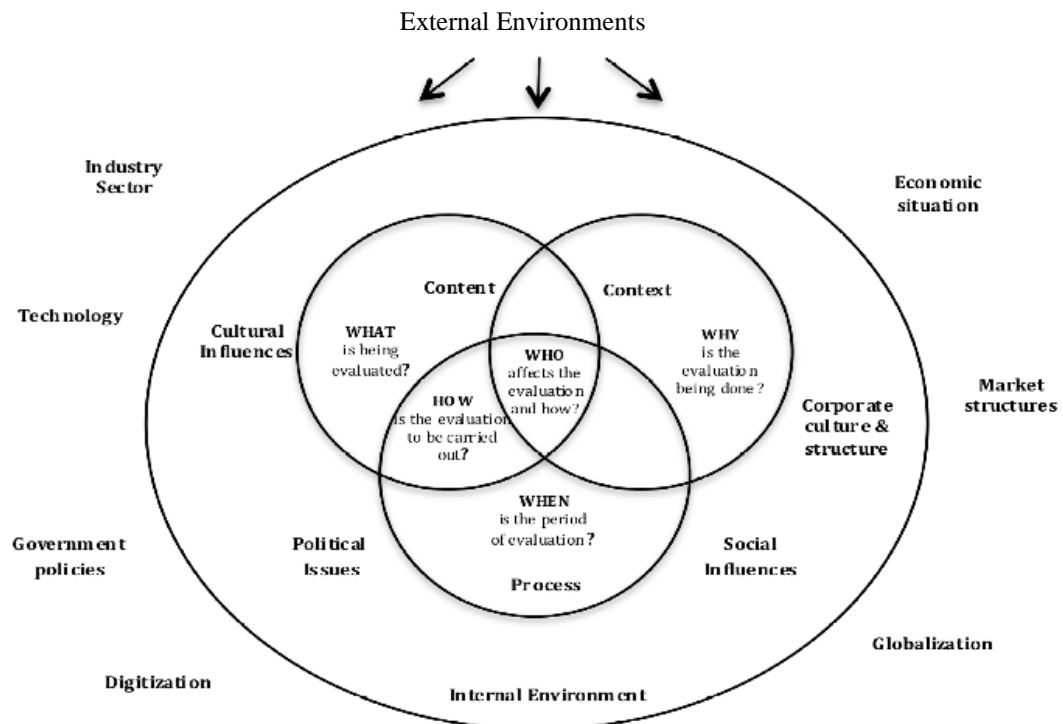 External Environments
Industry
Sector
Economic
situation
Content
Context
Technology
Cultural
Influences
WHAT
is being
evaluated?
WHY
is the
evaluation
being done?
WHO
affects the
evaluation
and how?
HOW
is the evaluation
to be carried
out?
Market
structures
Corporate
culture &
structure
WHEN
is the period
of evaluation?
Government
policies
Political
Issues
Social
Influences
Process
Globalization
Digitization
Internal Environment